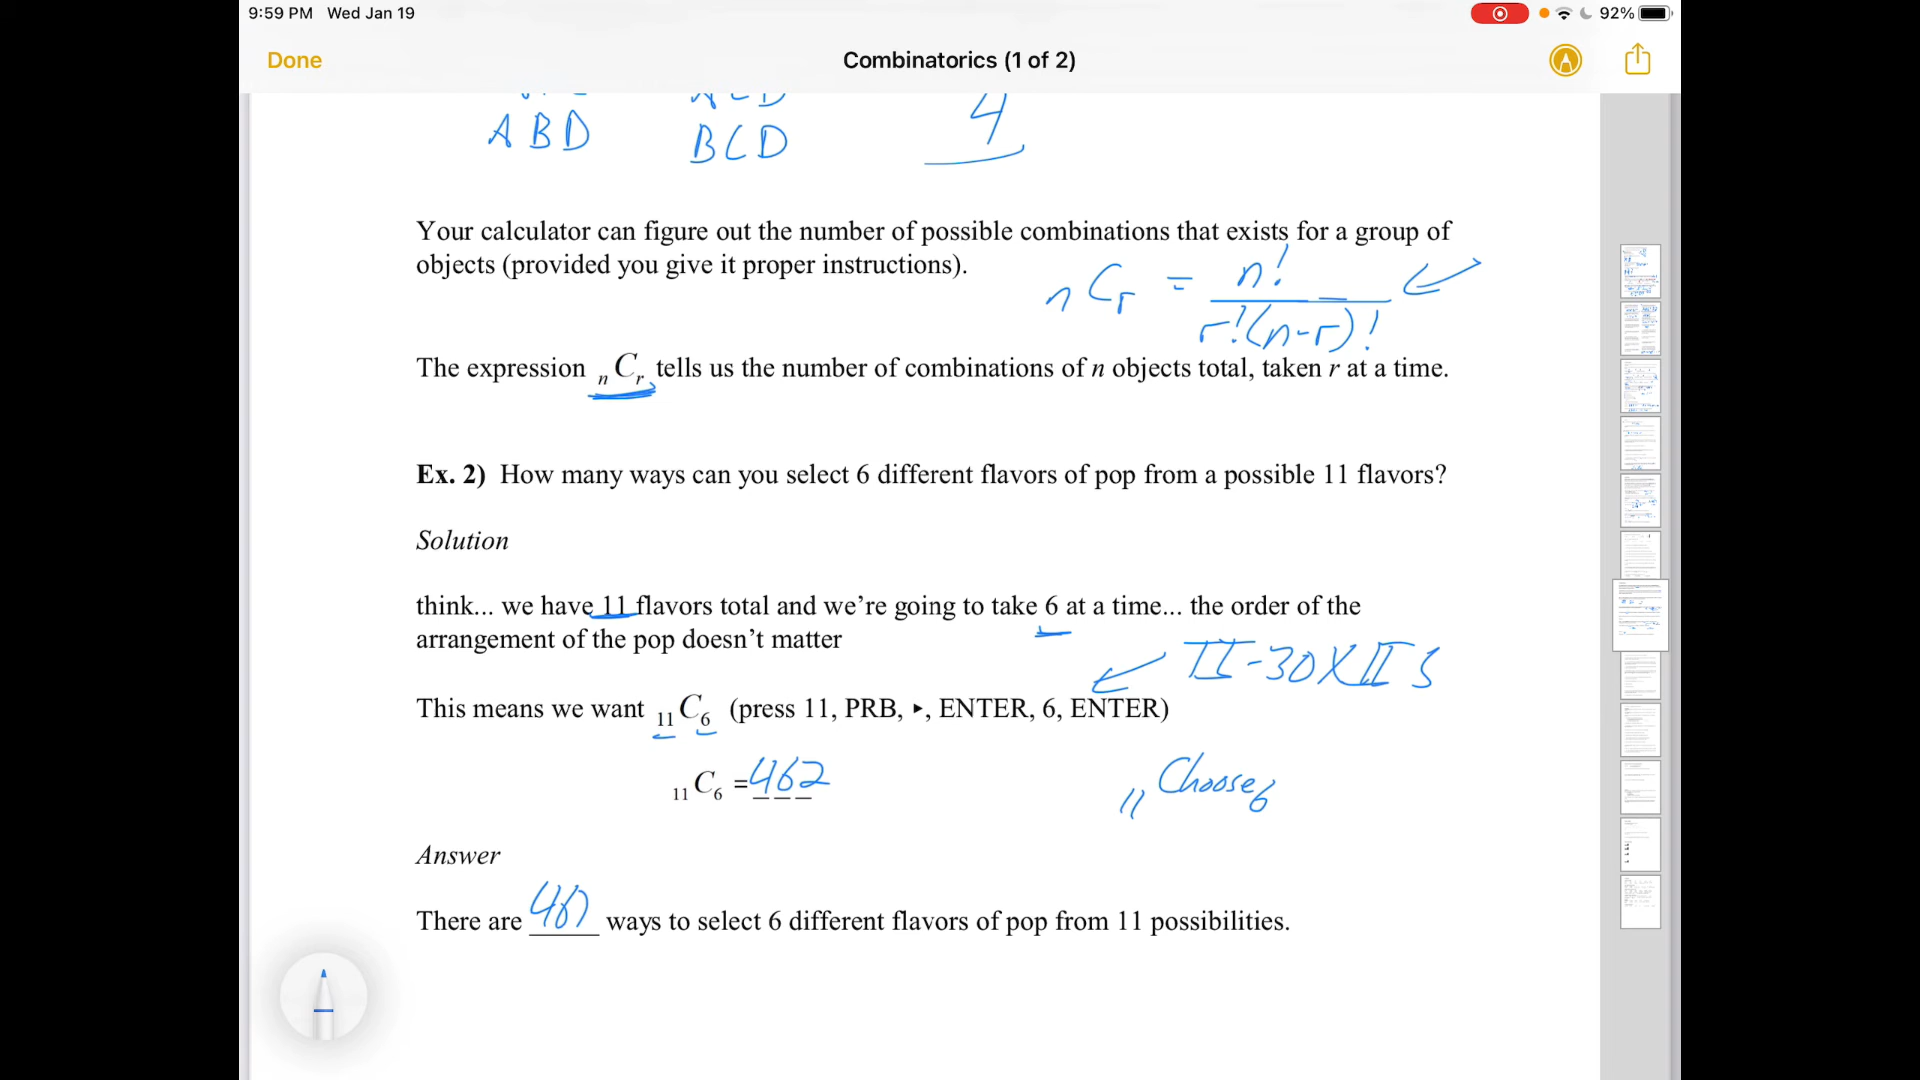 9:59 PM Wed Jan 19
92%
Done
Combinatorics (1 of 2)
ABD BCD 4
Your calculator can figure out the number of possible combinations that exists for a group of
objects (provided you give it proper instructions).
nCr = n! / r!(n-r)!
The expression nCr tells us the number of combinations of n objects total, taken r at a time.
Ex. 2) How many ways can you select 6 different flavors of pop from a possible 11 flavors?
Solution
think... we have 11 flavors total and we're going to take 6 at a time... the order of the
arrangement of the pop doesn't matter
TI-30XII S
This means we want 11C6 (press 11, PRB, ▸, ENTER, 6, ENTER)
11C6 = 462
11 Choose 6
Answer
There are ways to select 6 different flavors of pop from 11 possibilities.